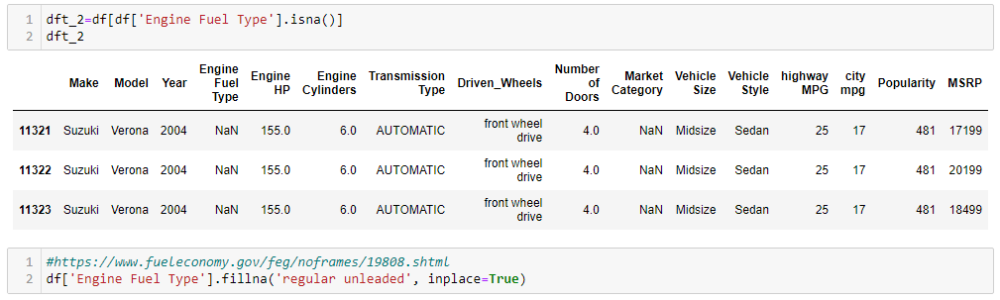 1 dft_2=df[df['Engine Fuel Type'].isna()]
2 dft_2
Make Model Year Engine Fuel Type Engine HP Engine Cylinders Transmission Type Driven_Wheels Number of Doors Market Category Vehicle Size Vehicle Style highway MPG city mpg Popularity MSRP
11321 Suzuki Verona 2004 NaN 155.0 6.0 AUTOMATIC front wheel drive 4.0 NaN Midsize Sedan 25 17 481 17199
11322 Suzuki Verona 2004 NaN 155.0 6.0 AUTOMATIC front wheel drive 4.0 NaN Midsize Sedan 25 17 481 20199
11323 Suzuki Verona 2004 NaN 155.0 6.0 AUTOMATIC front wheel drive 4.0 NaN Midsize Sedan 25 17 481 18499
1 #https://www.fueleconomy.gov/feg/noframes/19808.shtml
2 df['Engine Fuel Type'].fillna('regular unleaded', inplace=True)